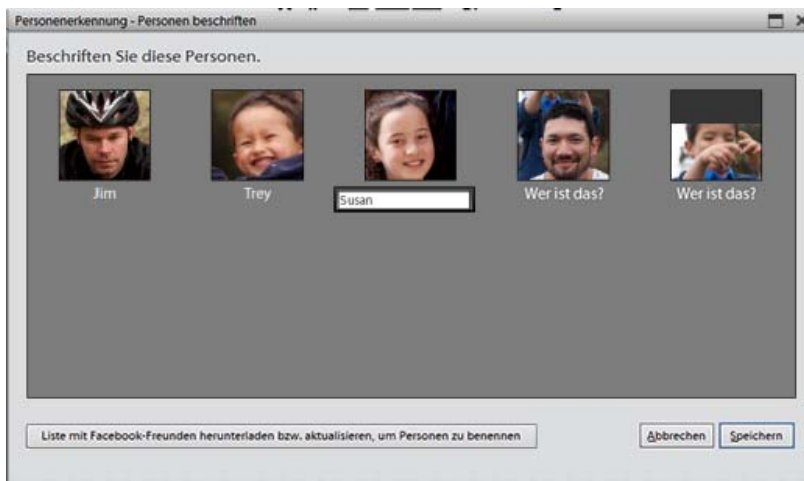 Personenerkennung - Personen beschriften
Beschriften Sie diese Personen.
Jim
Trey
Susan
Wer ist das?
Wer ist das?
Liste mit Facebook-Freunden herunterladen bzw. aktualisieren, um Personen zu benennen
Abbrechen
Speichern